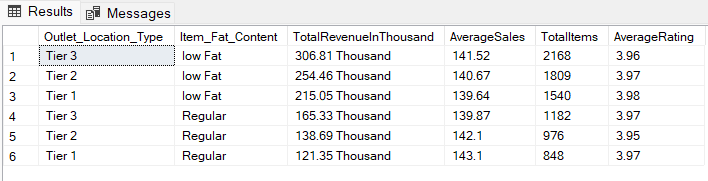 Results Messages
Outlet_Location_Type Item_Fat_Content TotalRevenueInThousand AverageSales TotalItems AverageRating
1 Tier 3 low Fat 306.81 Thousand 141.52 2168 3.96
2 Tier 2 low Fat 254.46 Thousand 140.67 1809 3.97
3 Tier 1 low Fat 215.05 Thousand 139.64 1540 3.98
4 Tier 3 Regular 165.33 Thousand 139.87 1182 3.97
5 Tier 2 Regular 138.69 Thousand 142.1 976 3.95
6 Tier 1 Regular 121.35 Thousand 143.1 848 3.97